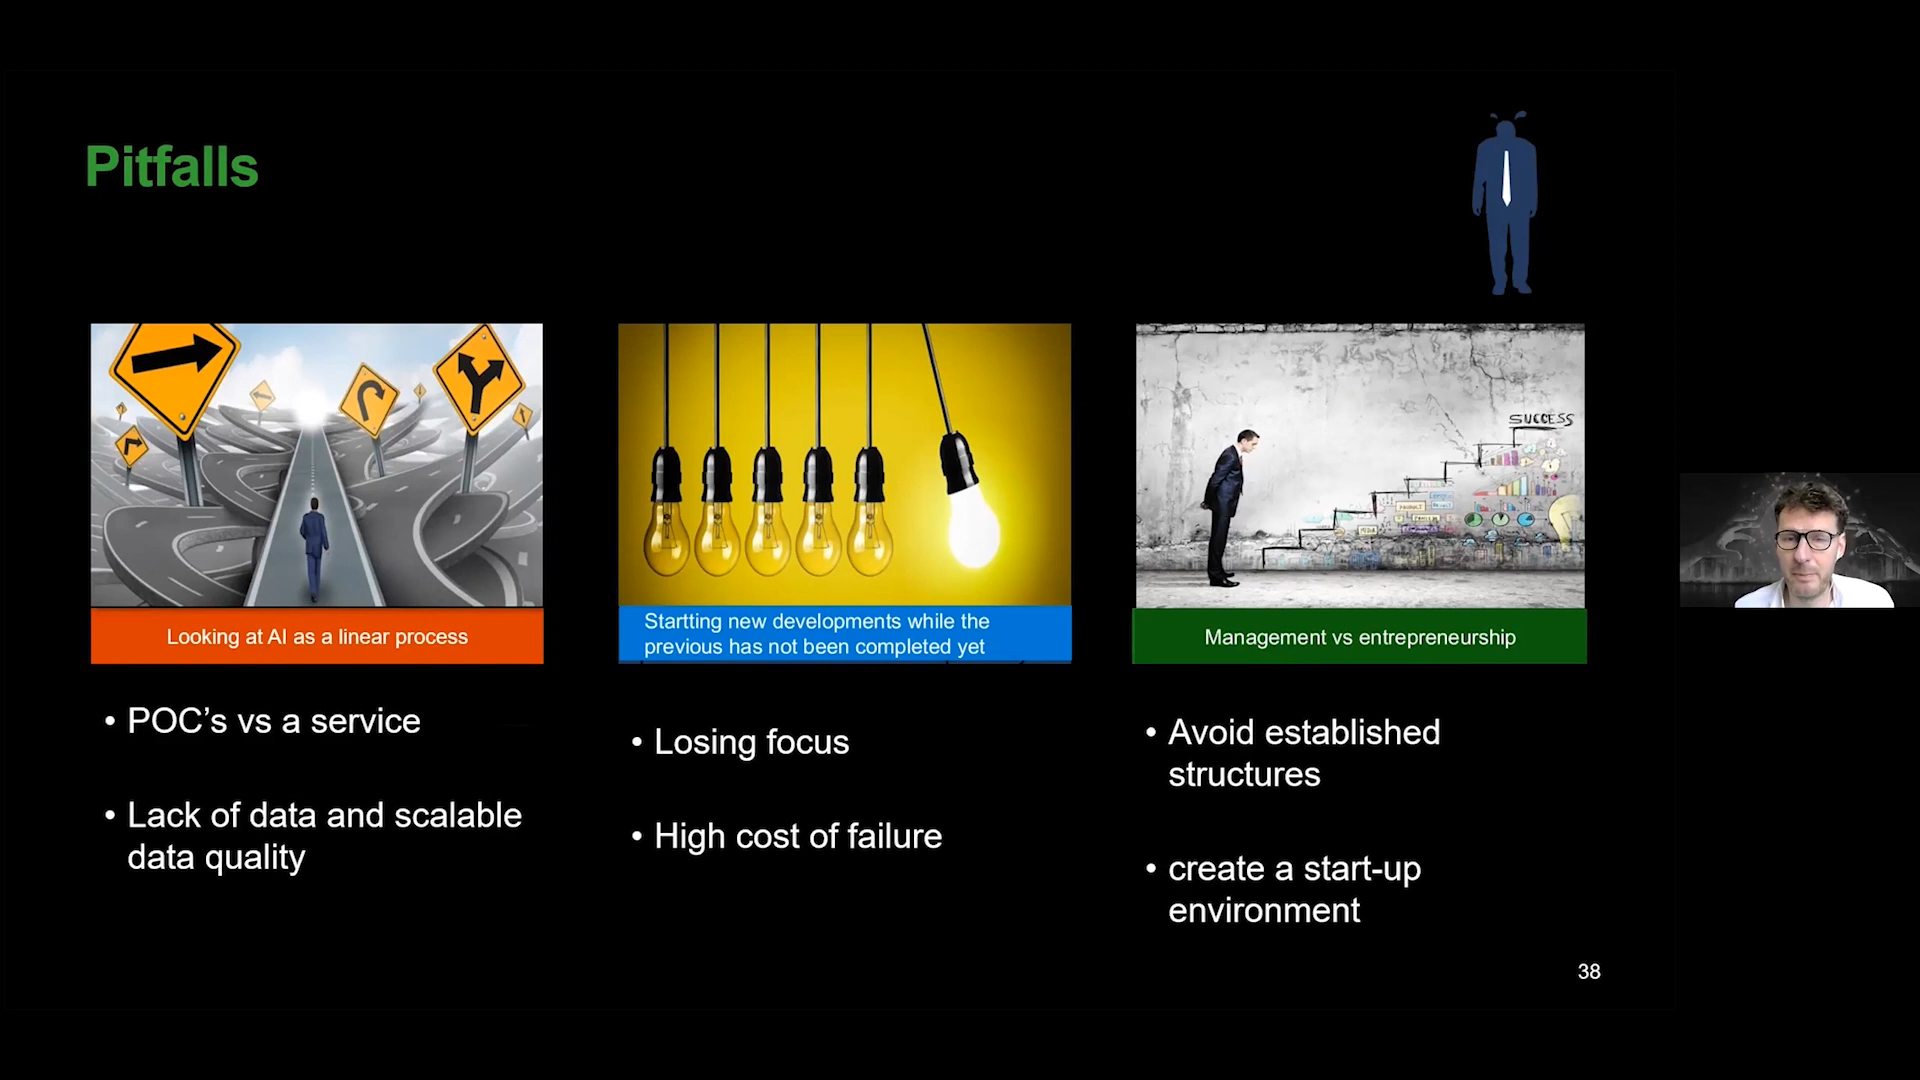 Pitfalls
SUCCESS
PRODUCT
MEDIA
Looking at AI as a linear process
Startting new developments while the
previous has not been completed yet
Management vs entrepreneurship
• POC’s vs a service
• Lack of data and scalable
data quality
• Losing focus
• High cost of failure
• Avoid established
structures
• create a start-up
environment
38